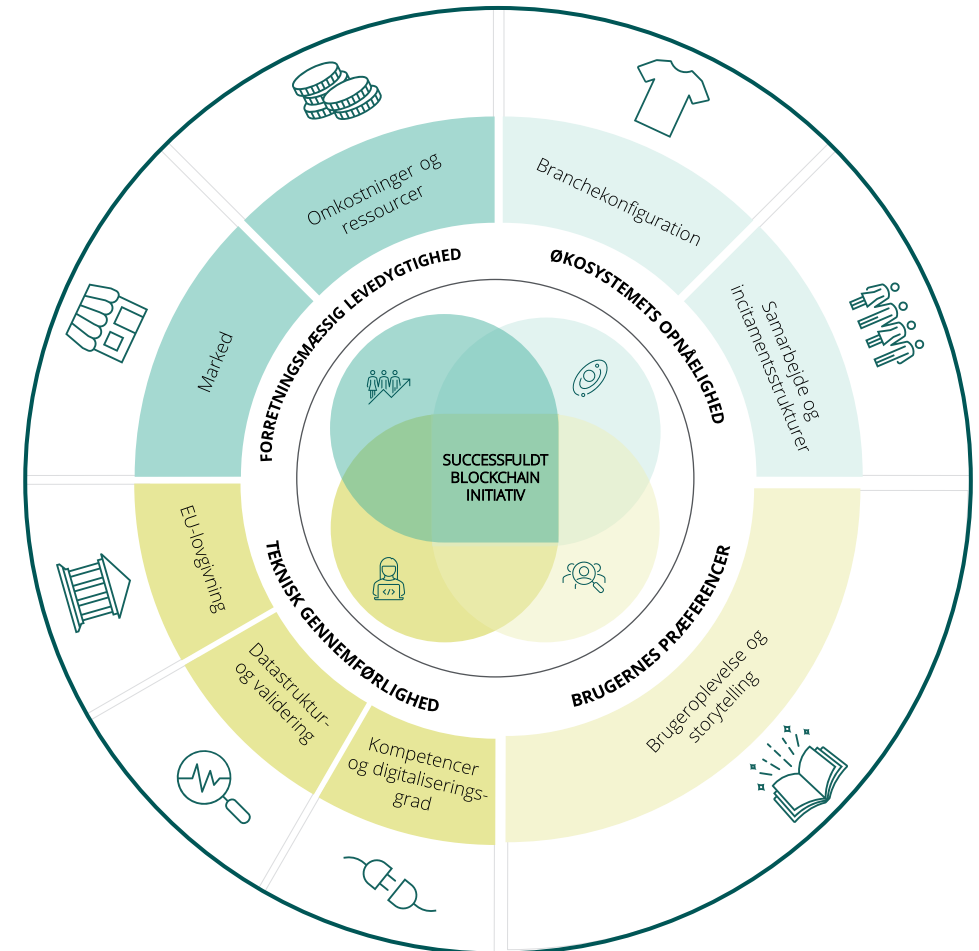 Omkostninger og
ressourcer
Branchekonfiguration
Marked
FORRETNINGSMÆSSIG LEVEDYGTIGHED
ØKOSYSTEMETS OPNÅELIGHED
Samarbejde og
incitamentsstrukturer
SUCCESSFULDT
BLOCKCHAIN
INITIATIV
</>
EU-lovgivning
TEKNISK GENNEMFØRLIGHED
BRUGERNES PRÆFERENCER
Datastruktur-
og validering
Brugeroplevelse og
storytelling
Kompetencer
og digitaliserings-
grad